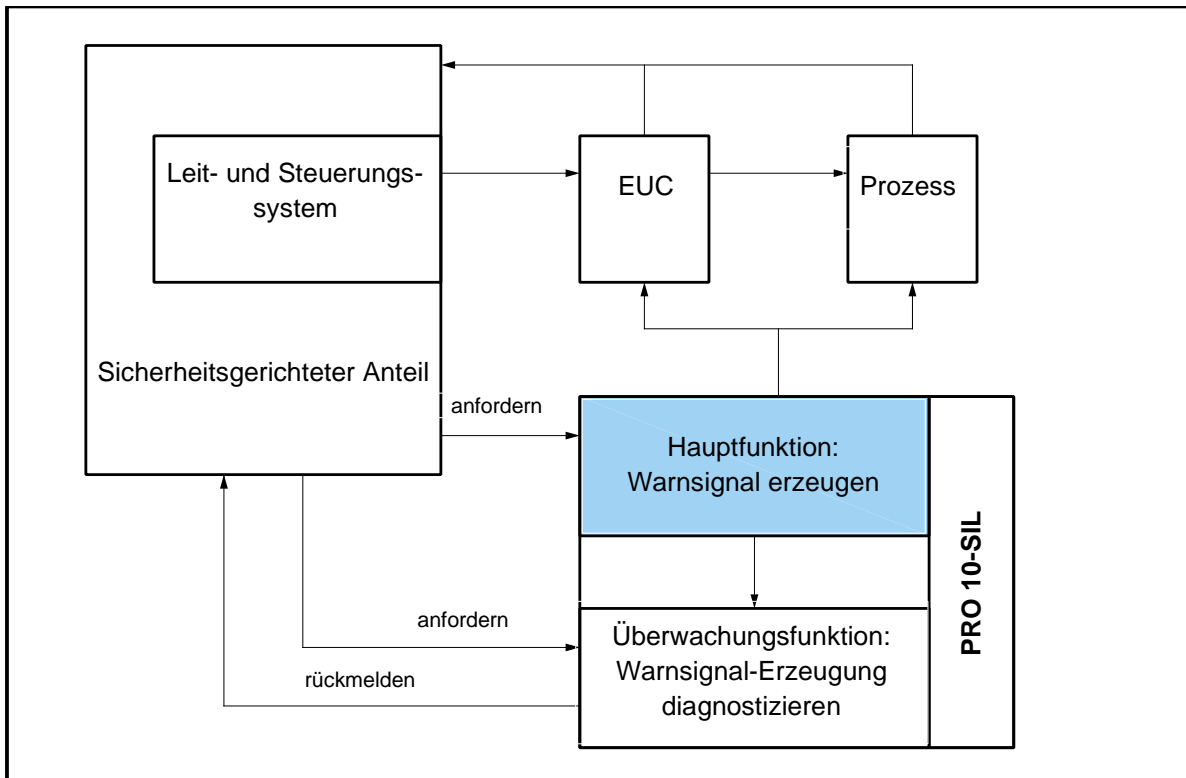 Leit- und Steuerungs-
system
EUC
Prozess
Sicherheitsgerichteter Anteil
anfordern
Hauptfunktion:
Warnsignal erzeugen
PRO 10-SIL
anfordern
Überwachungsfunktion:
Warnsignal-Erzeugung
diagnostizieren
rückmelden